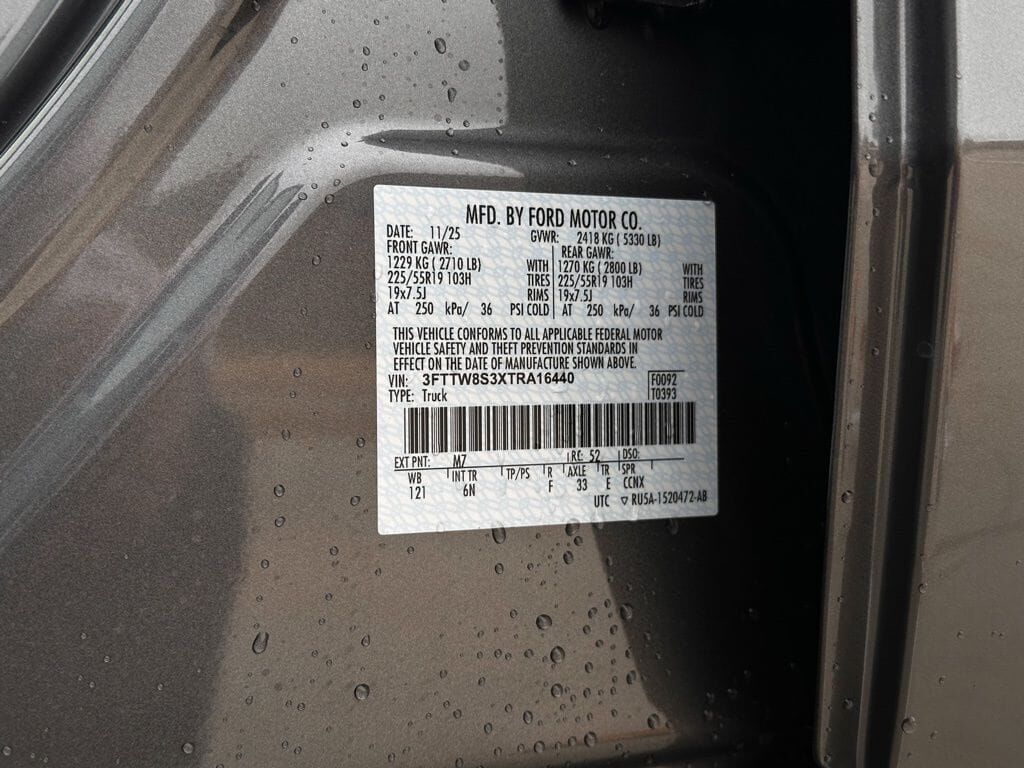 MFD. BY FORD MOTOR CO.
DATE: 11/25 GVWR: 2418 KG ( 5330 LB)
FRONT GAWR: REAR GAWR:
1229 KG ( 2710 LB) WITH 1270 KG ( 2800 LB) WITH
225/55R19 103H TIRES 225/55R19 103H TIRES
19x7.5J RIMS 19x7.5J RIMS
AT 250 kPa/ 36 PSI COLD AT 250 kPa/ 36 PSI COLD
THIS VEHICLE CONFORMS TO ALL APPLICABLE FEDERAL MOTOR
VEHICLE SAFETY AND THEFT PREVENTION STANDARDS IN
EFFECT ON THE DATE OF MANUFACTURE SHOWN ABOVE.
VIN: 3FTTW8S3XTRA16440 F0092
TYPE: Truck T0393
EXT PNT: M7 RC: 52 DSO:
WB INT TR TP/PS R AXLE TR SPR
121 6N F 33 E CCNX
UTC ▽ RU5A-1520472-AB